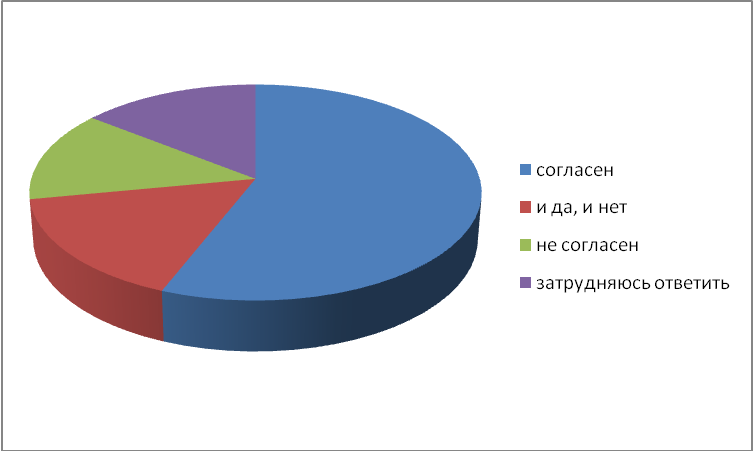 согласен
и да, и нет
не согласен
затрудняюсь ответить